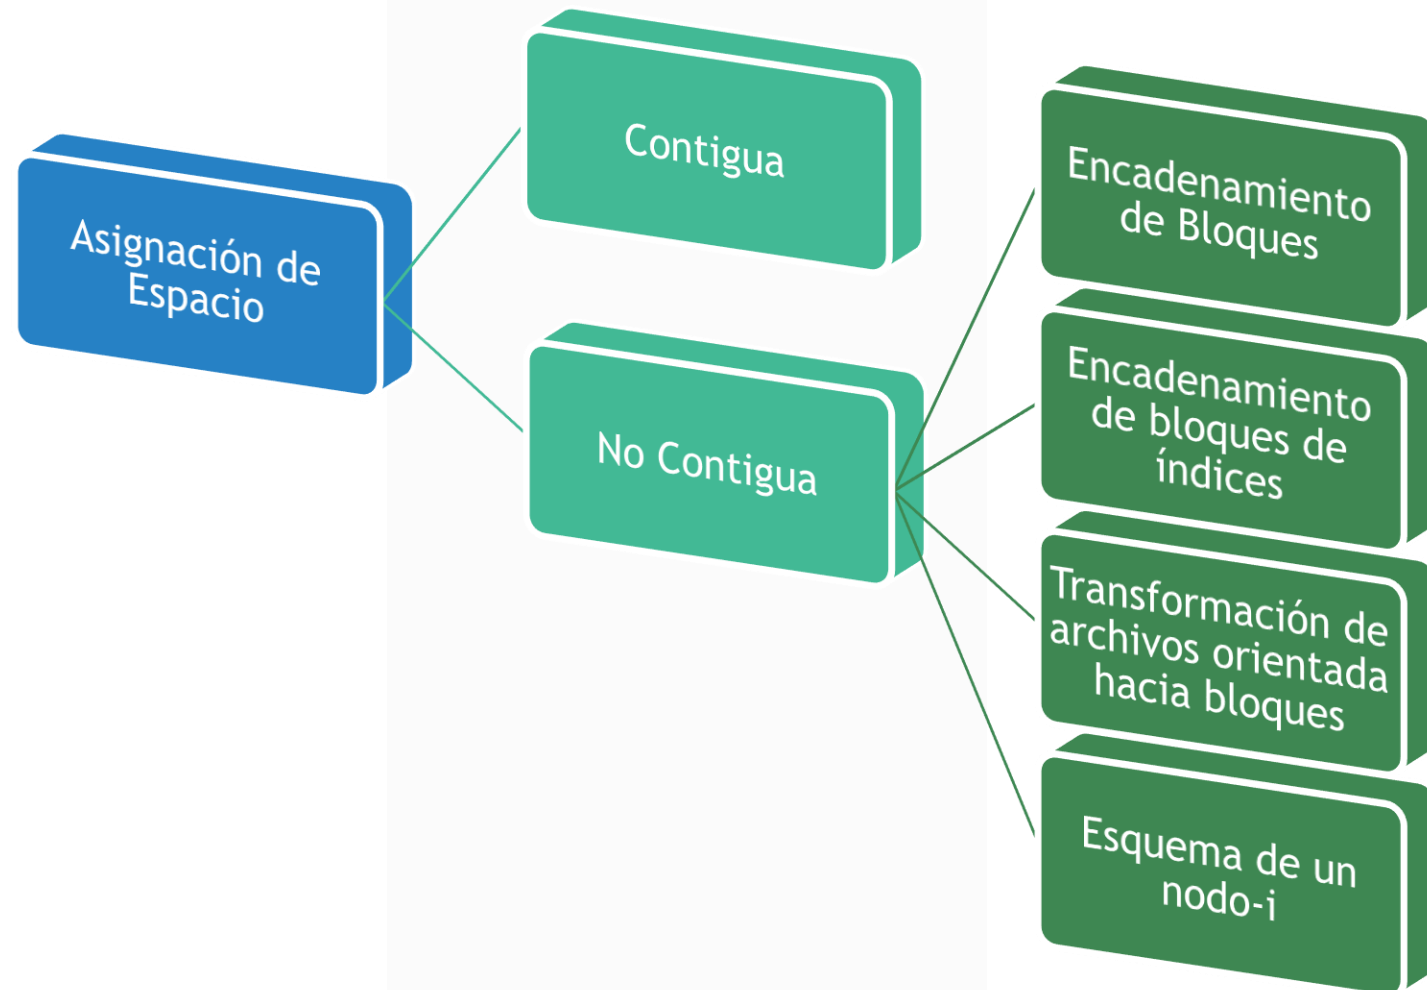 Asignación de
Espacio
Contigua
No Contigua
Encadenamiento
de Bloques
Encadenamiento
de bloques de
índices
Transformación de
archivos orientada
hacia bloques
Esquema de un
nodo-i